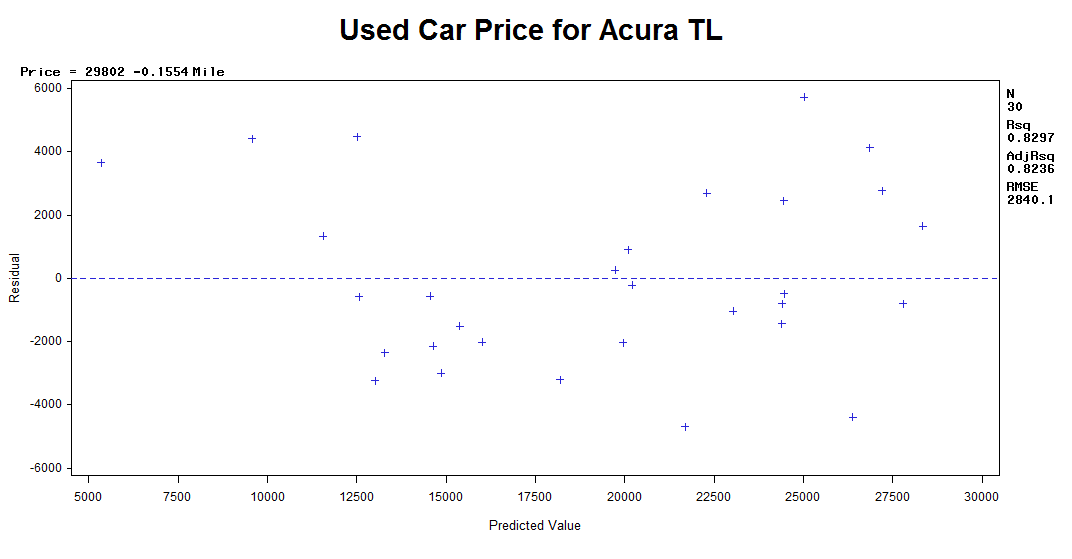 Used Car Price for Acura TL
Price = 29802 -0.1554 Mile
6000
4000
2000
0
-2000
-4000
-6000
Residual
5000 7500 10000 12500 15000 17500 20000 22500 25000 27500 30000
Predicted Value
N
30
Rsq
0.8297
AdjRsq
0.8236
RMSE
2840.1